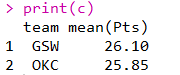 > print(c)
  team mean(Pts)
1  GSW     26.10
2  OKC     25.85